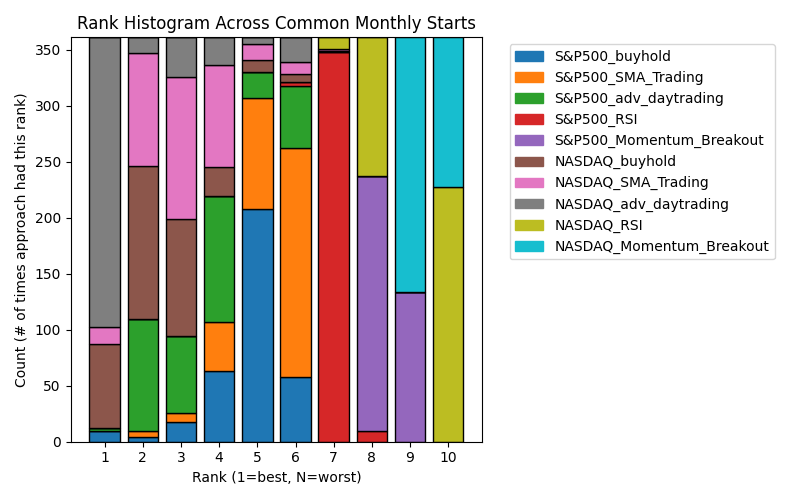 Rank Histogram Across Common Monthly Starts
Count (# of times approach had this rank)
350
300
250
200
150
100
50
0
1 2 3 4 5 6 7 8 9 10
Rank (1=best, N=worst)
S&P500_buyhold
S&P500_SMA_Trading
S&P500_adv_daytrading
S&P500_RSI
S&P500_Momentum_Breakout
NASDAQ_buyhold
NASDAQ_SMA_Trading
NASDAQ_adv_daytrading
NASDAQ_RSI
NASDAQ_Momentum_Breakout